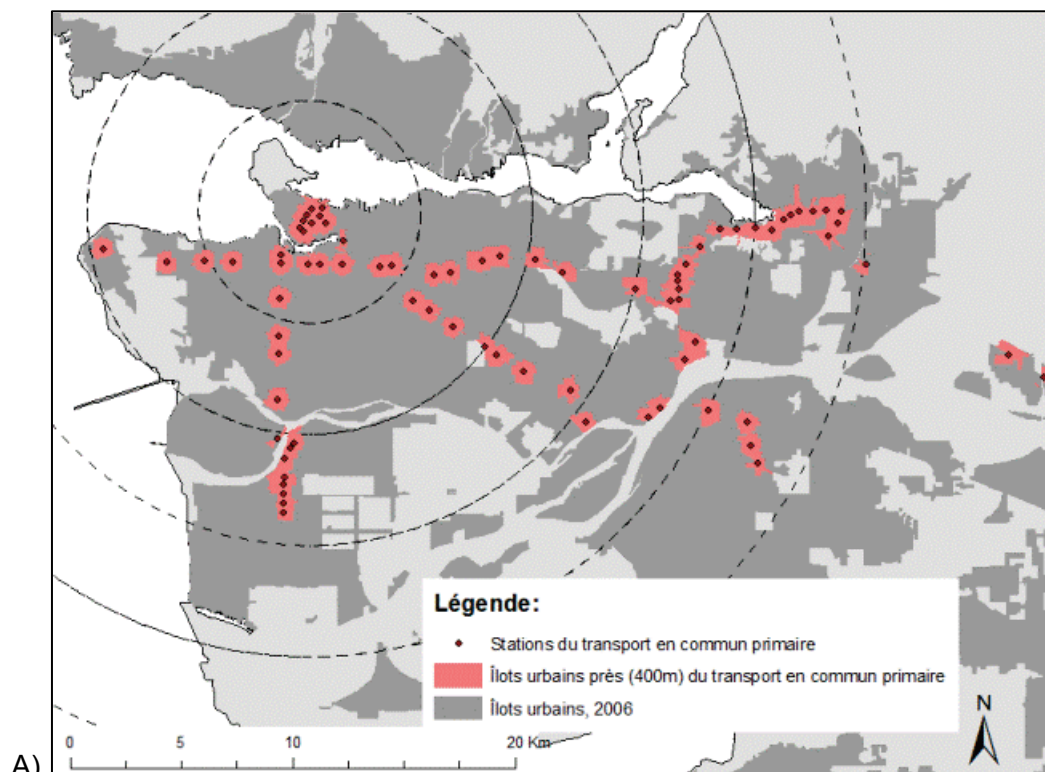 Légende:
Stations du transport en commun primaire
Îlots urbains près (400m) du transport en commun primaire
Îlots urbains, 2006
N
A)
0 5 10 20 Km